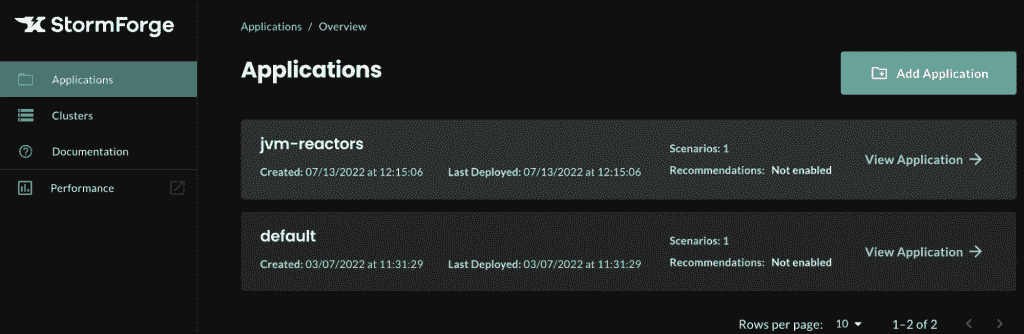 StormForge
Applications
Clusters
Documentation
Performance
Applications / Overview
Applications
Add Application
jvm-reactors
Created: 07/13/2022 at 12:15:06 Last Deployed: 07/13/2022 at 12:15:06
Scenarios: 1
Recommendations: Not enabled
View Application
default
Created: 03/07/2022 at 11:31:29 Last Deployed: 03/07/2022 at 11:31:29
Scenarios: 1
Recommendations: Not enabled
View Application
Rows per page: 10 1–2 of 2